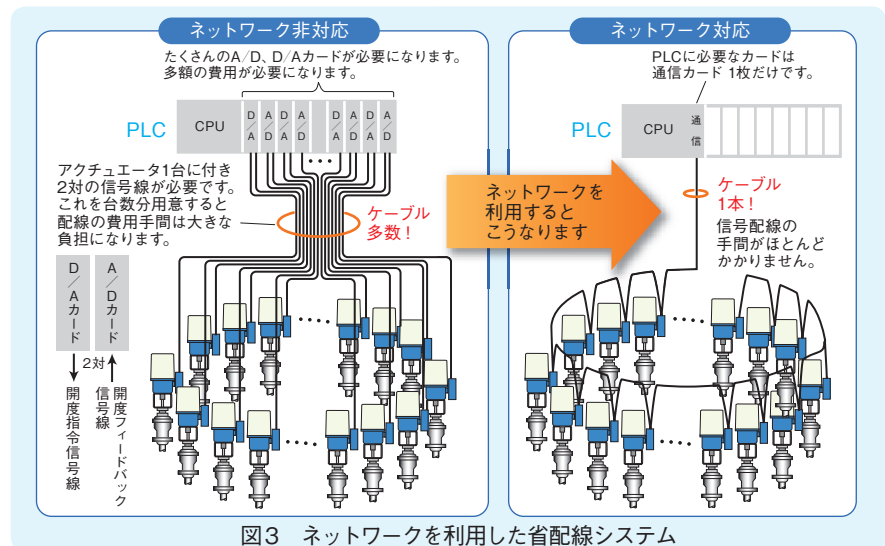 ネットワーク非対応
たくさんのA/D、D/Aカードが必要になります。
多額の費用が必要になります。
PLC
CPU
D/A
A/D
D/A
A/D
D/A
A/D
D/A
A/D
アクチュエータ1台に付き
2対の信号線が必要です。
これを台数分用意すると
配線の費用手間は大きな
負担になります。
ケーブル
多数！
D/Aカード
A/Dカード
2対
開度指令信号線
開度フィードバック
信号線
ネットワークを
利用すると
こうなります
ネットワーク対応
PLCに必要なカードは
通信カード 1枚だけです。
PLC
CPU
通信
ケーブル
1本！
信号配線の
手間がほとんど
かかりません。
図3　ネットワークを利用した省配線システム